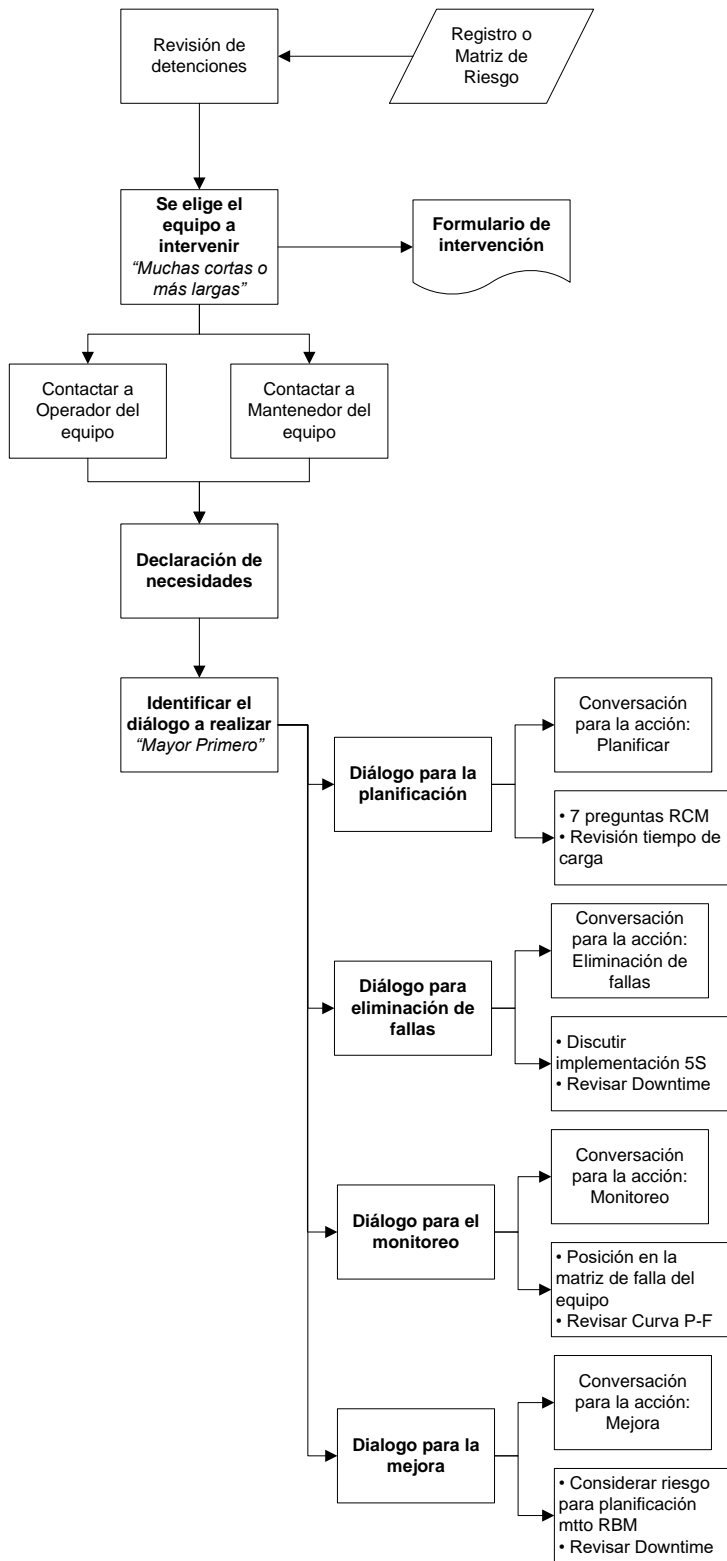 Revisión de
detenciones
Registro o
Matriz de
Riesgo
Se elige el
equipo a
intervenir
“Muchas cortas o
más largas”
Formulario de
intervención
Contactar a
Operador del
equipo
Contactar a
Mantenedor del
equipo
Declaración de
necesidades
Identificar el
diálogo a realizar
“Mayor Primero”
Diálogo para la
planificación
Conversación
para la acción:
Planificar
• 7 preguntas RCM
• Revisión tiempo de
carga
Diálogo para
eliminación de
fallas
Conversación
para la acción:
Eliminación de
fallas
• Discutir
implementación 5S
• Revisar Downtime
Diálogo para el
monitoreo
Conversación
para la acción:
Monitoreo
• Posición en la
matriz de falla del
equipo
• Revisar Curva P-F
Dialogo para la
mejora
Conversación
para la acción:
Mejora
• Considerar riesgo
para planificación
mtto RBM
• Revisar Downtime